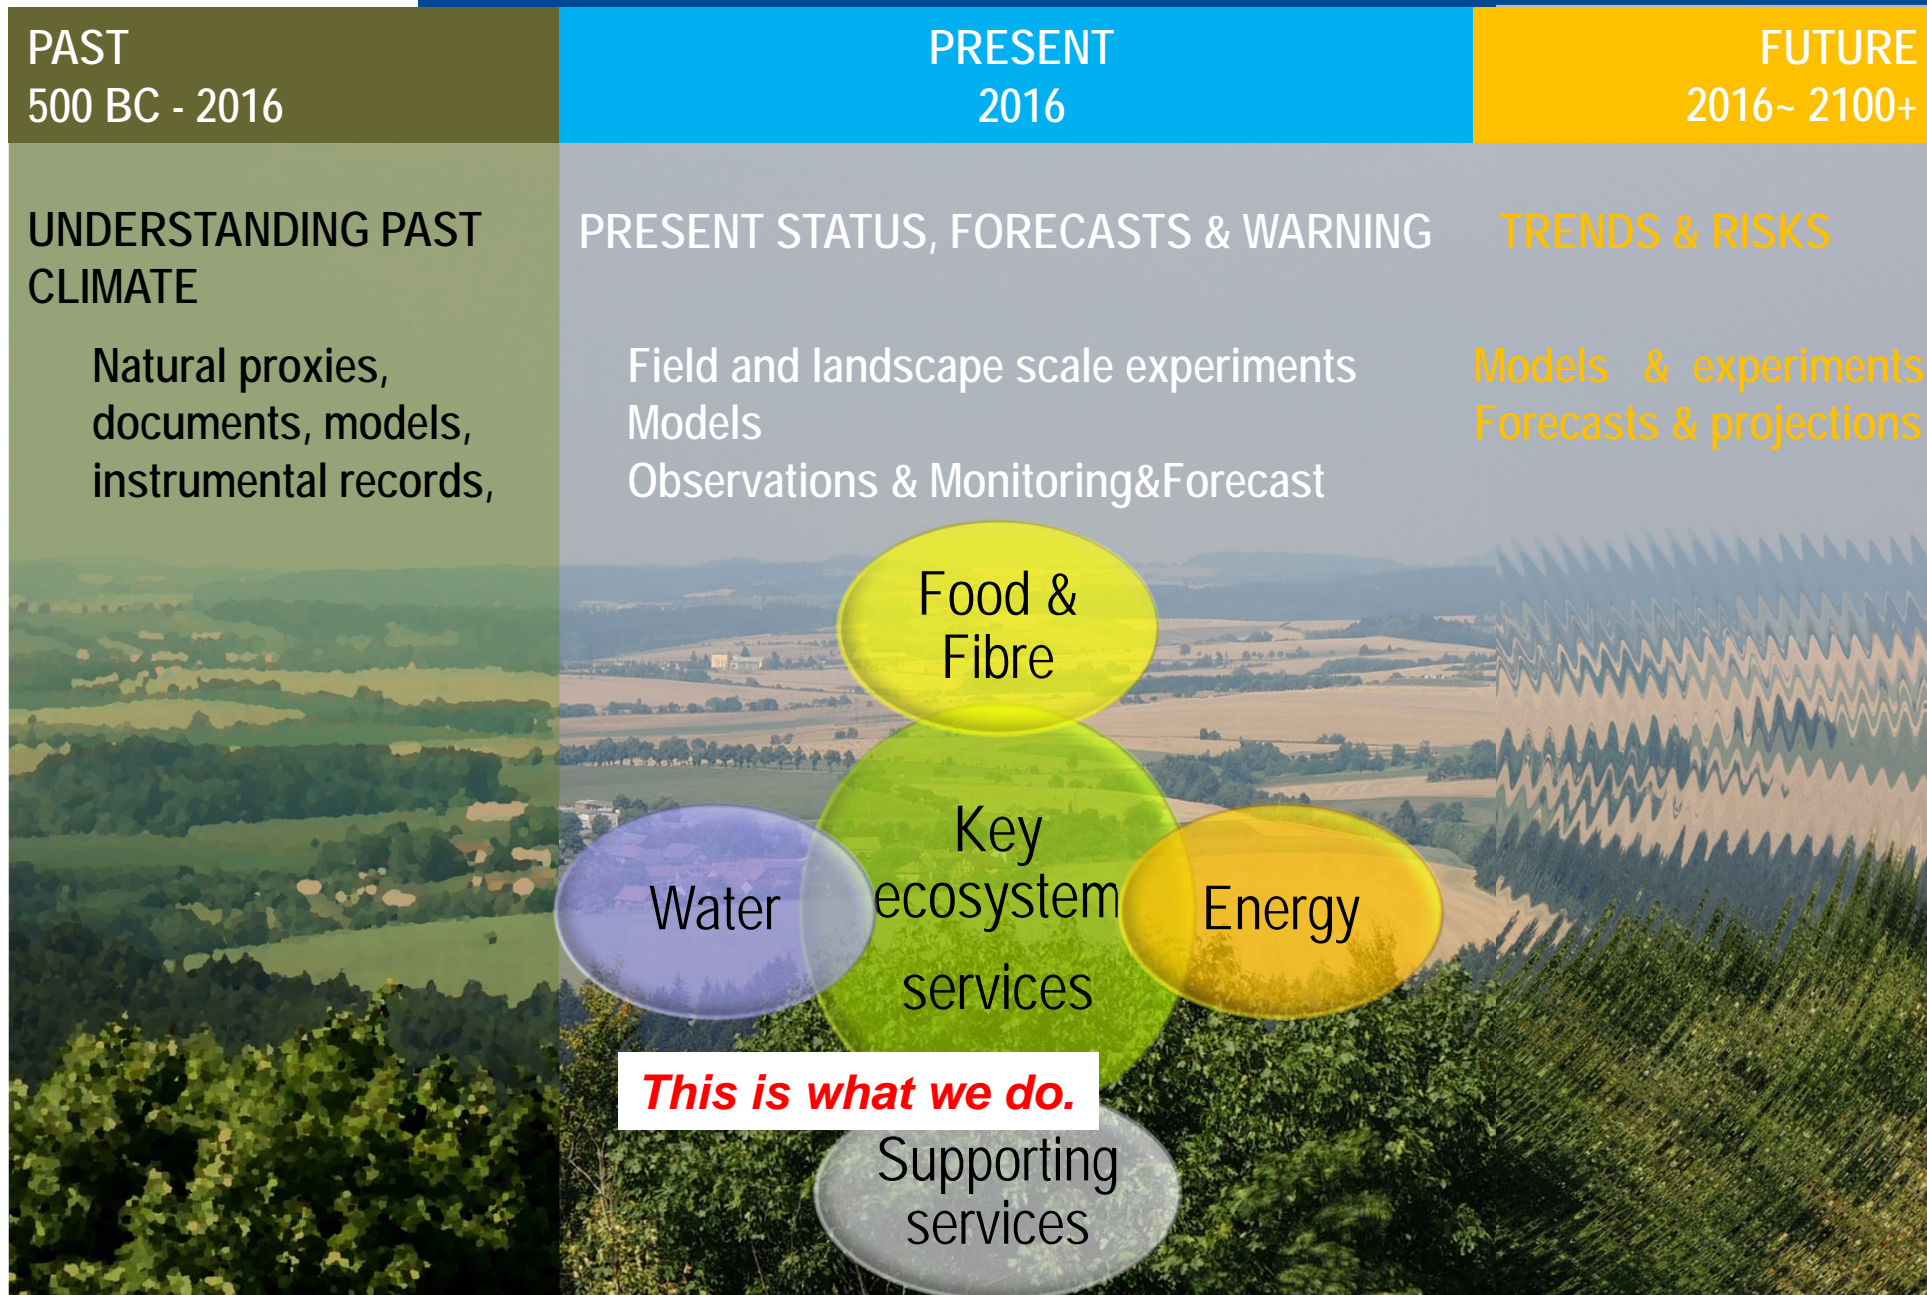 PAST
500 BC - 2016
PRESENT
2016
FUTURE
2016~ 2100+
UNDERSTANDING PAST
CLIMATE
Natural proxies,
documents, models,
instrumental records,
PRESENT STATUS, FORECASTS & WARNING
Field and landscape scale experiments
Models
Observations & Monitoring&Forecast
TRENDS & RISKS
Models & experiments
Forecasts & projections
Food &
Fibre
Key
ecosystem
services
Water
Energy
This is what we do.
Supporting
services